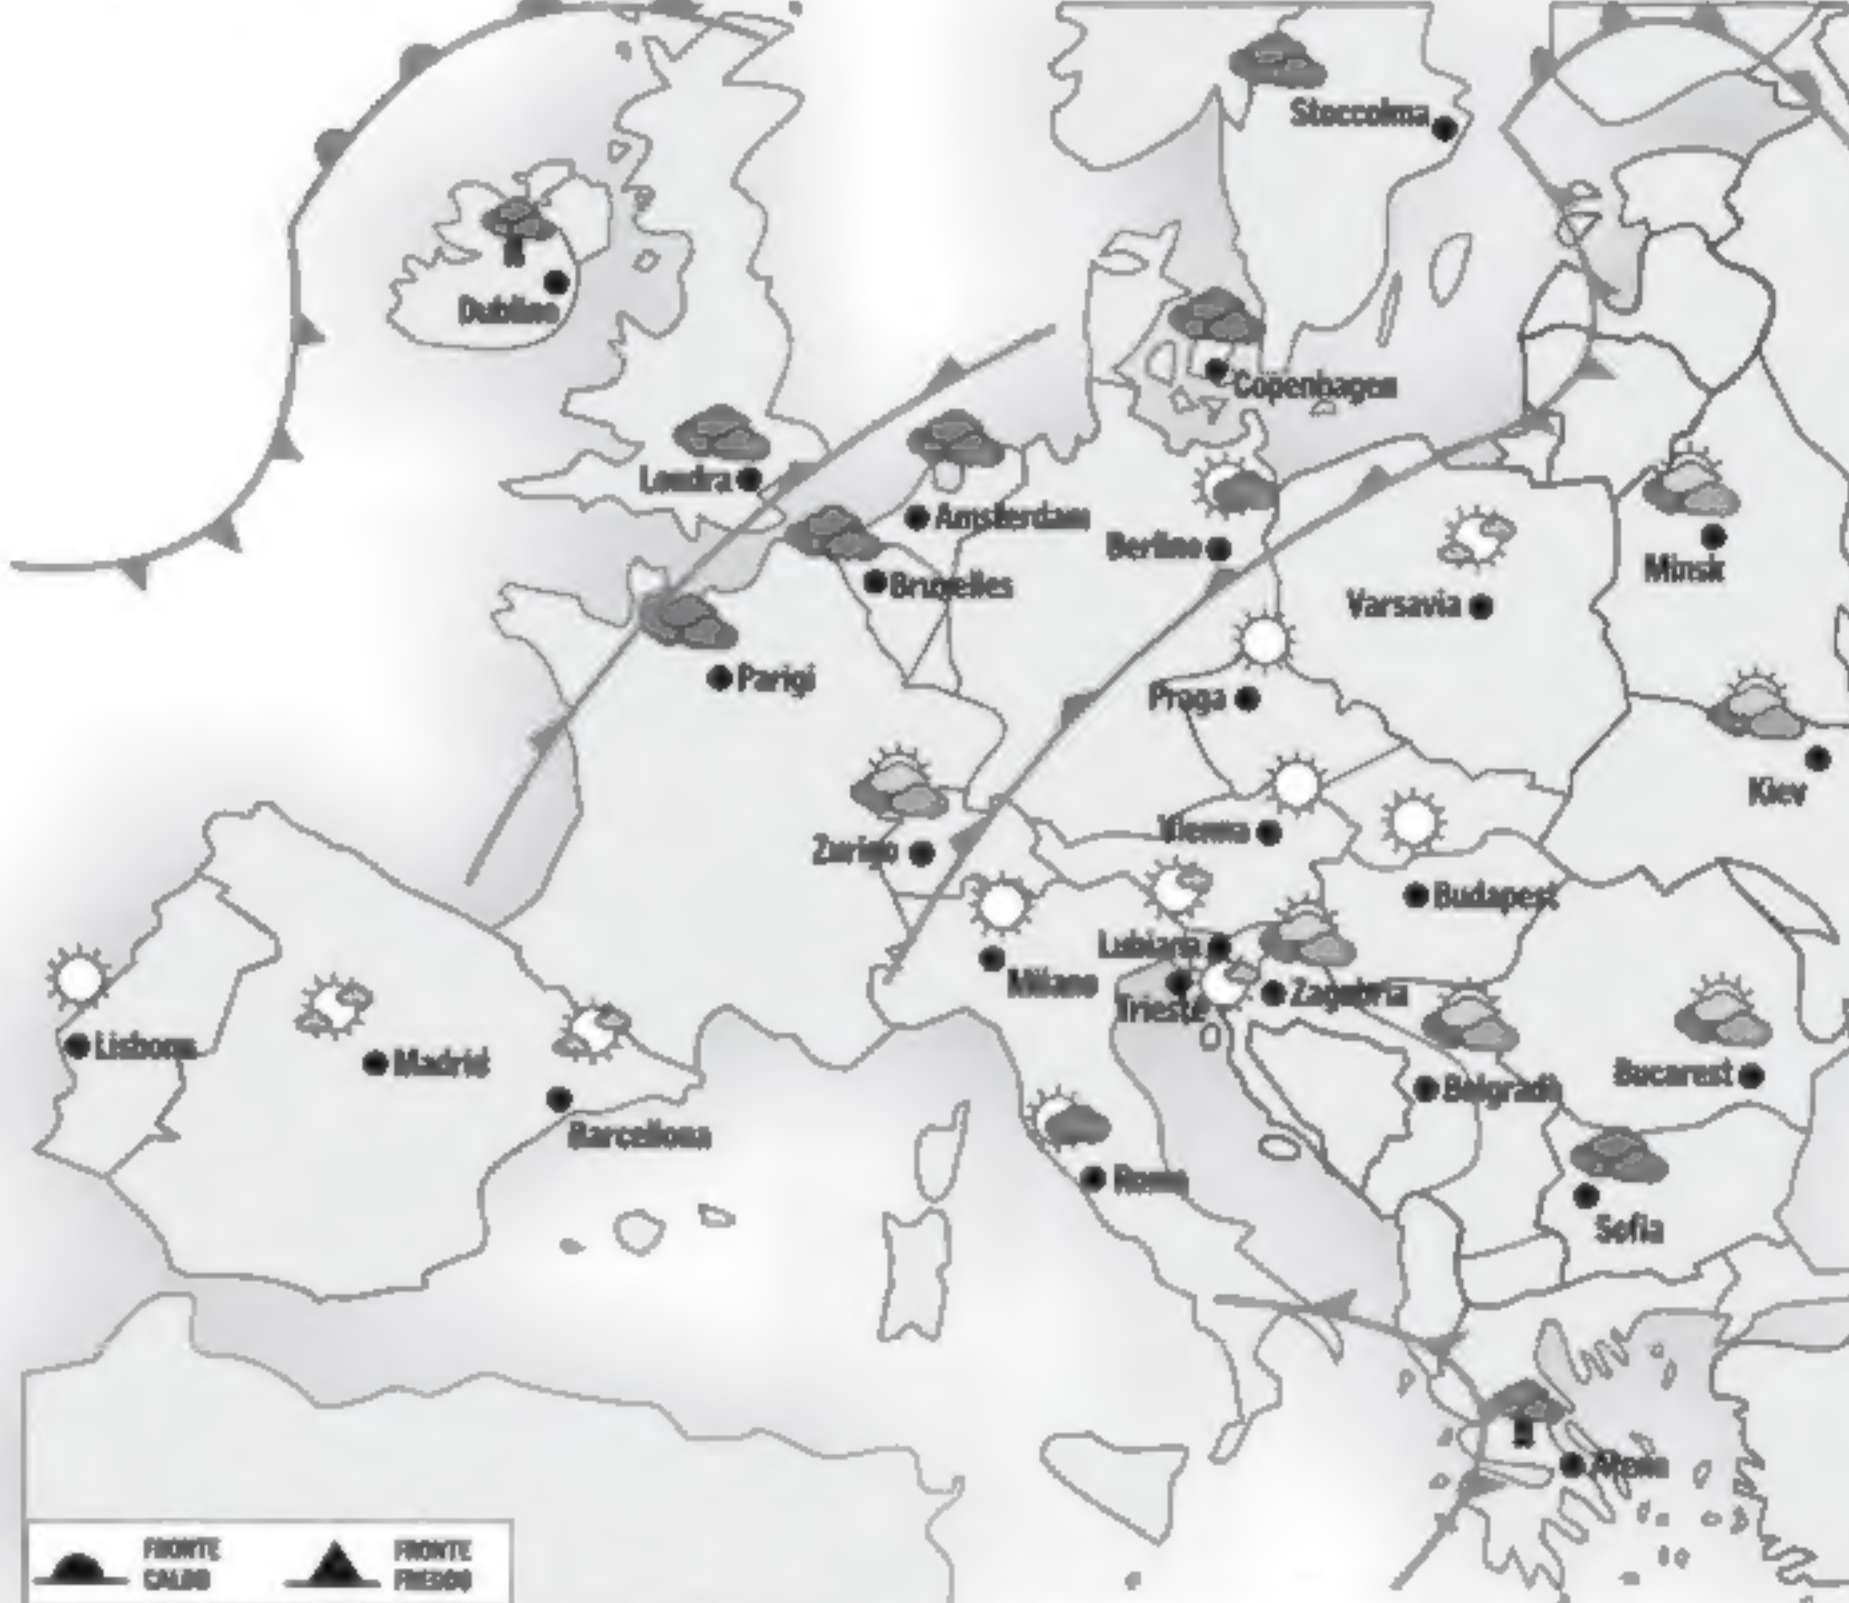 Stoccolma
Dublino
Copenhagen
Londra
Amsterdam
Berlino
Minsk
Bruxelles
Varsavia
Parigi
Praga
Kiev
Vienna
Zurigo
Budapest
Lubiana
Milano
Trieste
Zagabria
Lisbona
Madrid
Bucarest
Belgrado
Barcellona
Roma
Sofia
Atene
FRONTE
CALDO
FRONTE
FREDDO